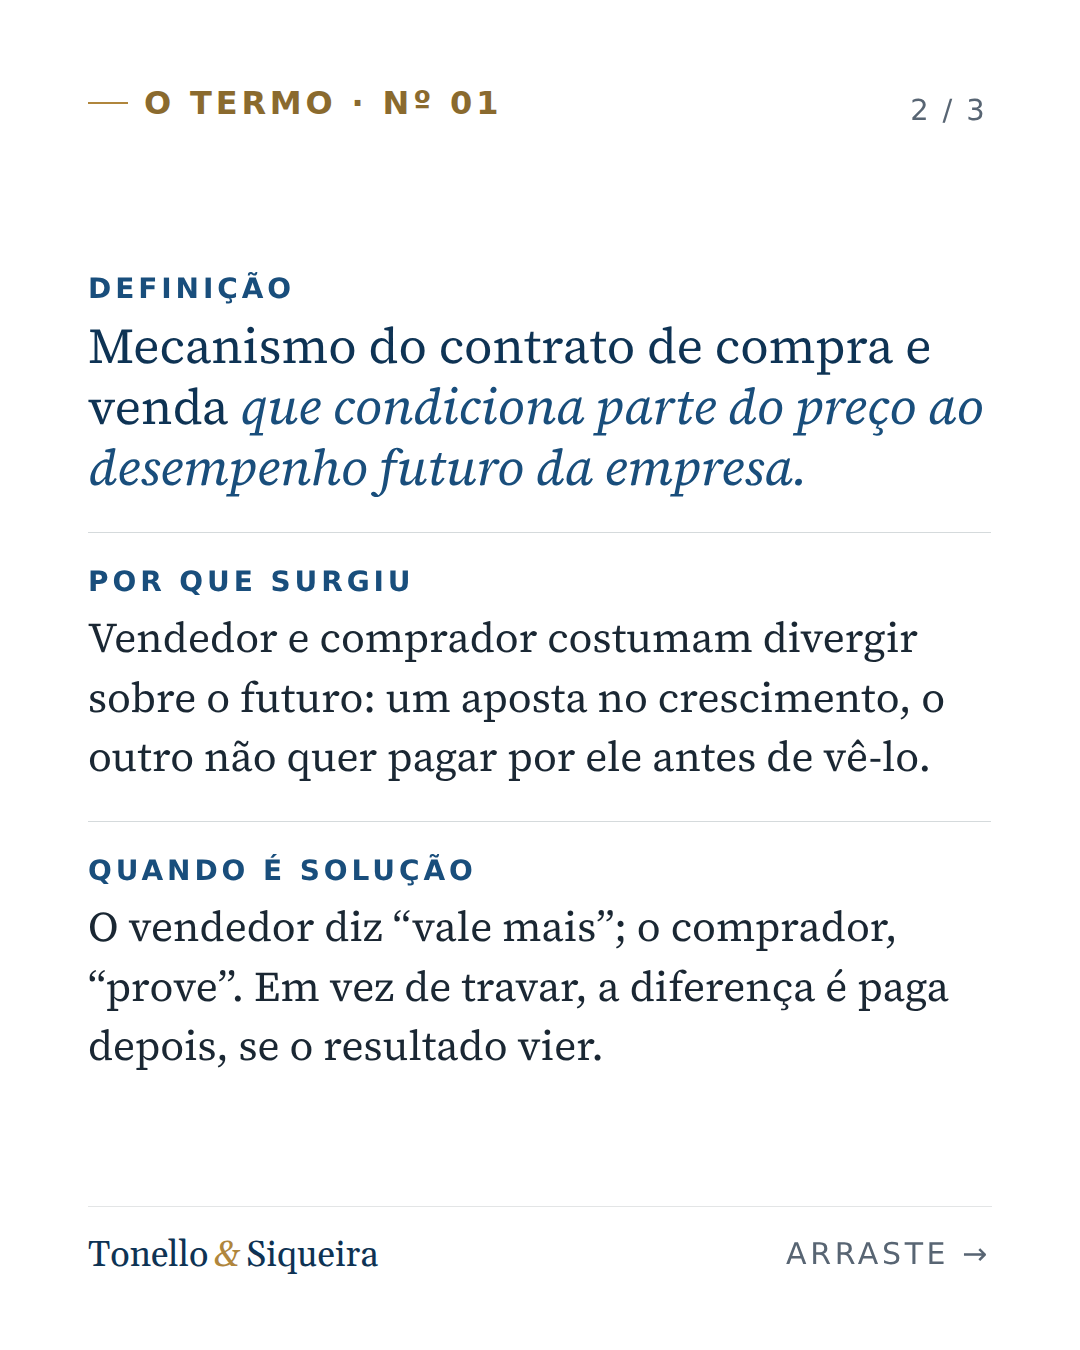 O TERMO · Nº 01
2 / 3
DEFINIÇÃO
Mecanismo do contrato de compra e
venda que condiciona parte do preço ao
desempenho futuro da empresa.
POR QUE SURGIU
Vendedor e comprador costumam divergir
sobre o futuro: um aposta no crescimento, o
outro não quer pagar por ele antes de vê-lo.
QUANDO É SOLUÇÃO
O vendedor diz “vale mais”; o comprador,
“prove”. Em vez de travar, a diferença é paga
depois, se o resultado vier.
Tonello & Siqueira
ARRASTE →